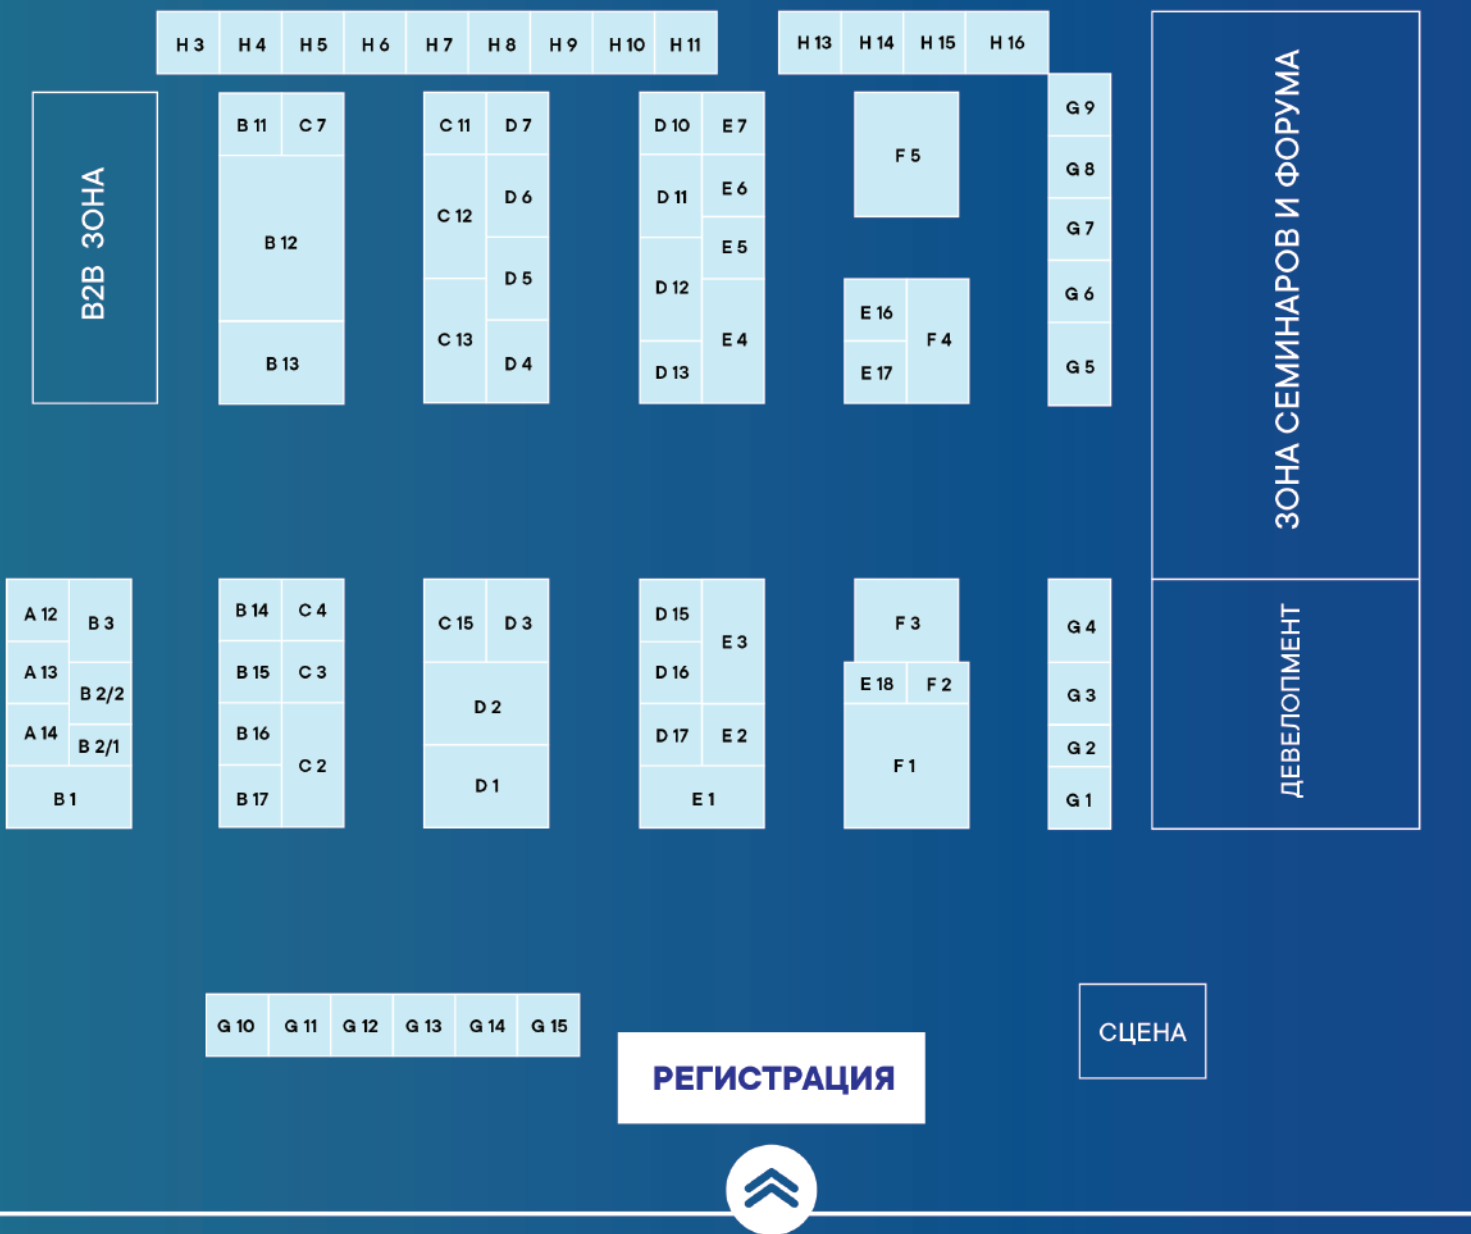 H 3 H 4 H 5 H 6 H 7 H 8 H 9 H 10 H 11 H 13 H 14 H 15 H 16
B2B ЗОНА
B 11 C 7
B 12
B 13
C 11 D 7
C 12 D 6
D 5
C 13 D 4
D 10 E 7
D 11 E 6
E 5
D 12
E 4
D 13
F 5
E 16 F 4
E 17
G 9
G 8
G 7
G 6
G 5
ЗОНА СЕМИНАРОВ И ФОРУМА
A 12 B 3
A 13
B 2/2
A 14
B 2/1
B 1
B 14 C 4
B 15 C 3
B 16
C 2
B 17
C 15 D 3
D 2
D 1
D 15
E 3
D 16
D 17 E 2
E 1
F 3
E 18 F 2
F 1
G 4
G 3
G 2
G 1
ДЕВЕЛОПМЕНТ
G 10 G 11 G 12 G 13 G 14 G 15
РЕГИСТРАЦИЯ
СЦЕНА